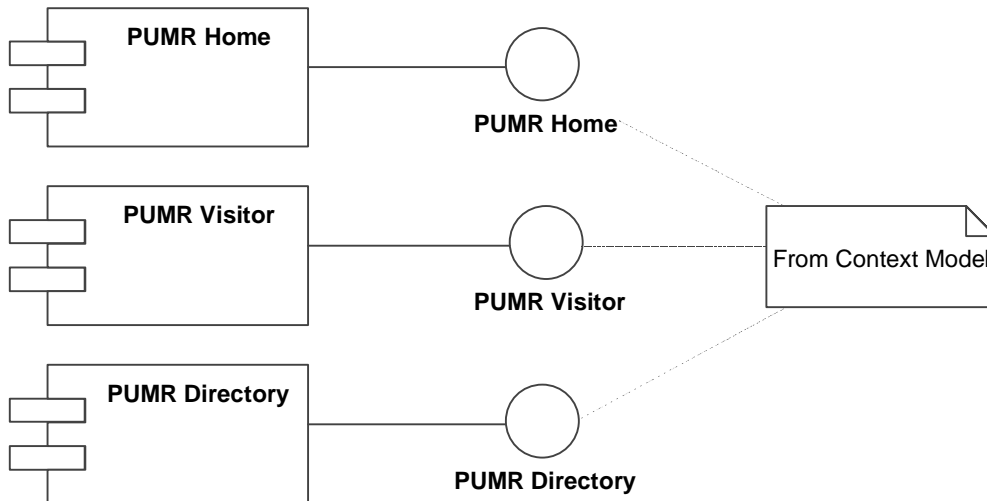 PUMR Home
PUMR Home
PUMR Visitor
From Context Model
PUMR Visitor
PUMR Directory
PUMR Directory